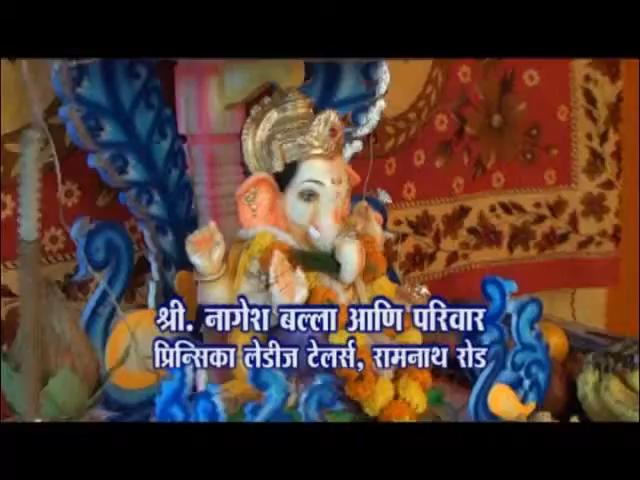 श्री. नागेश बल्ला आणि परिवार
प्रिन्सिका लेडीज टेलर्स, रामनाथ रोड